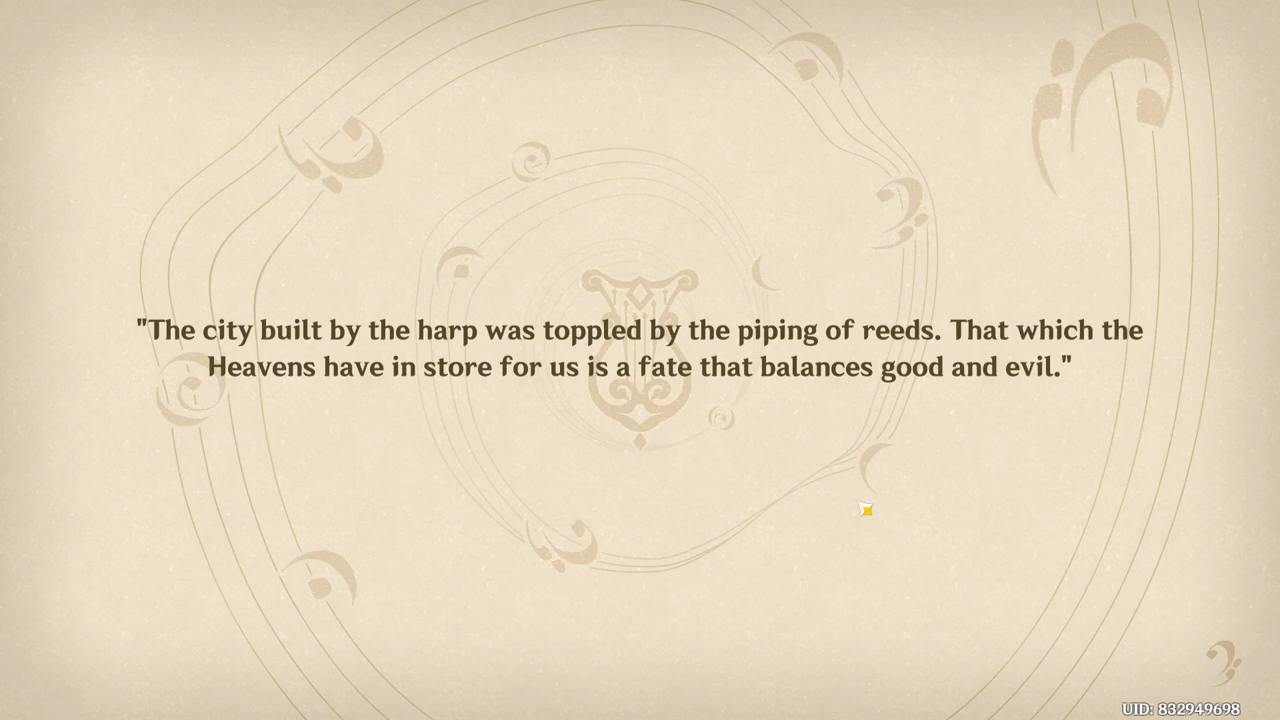 "The city built by the harp was toppled by the piping of reeds. That which the
Heavens have in store for us is a fate that balances good and evil."
UID: 832949698